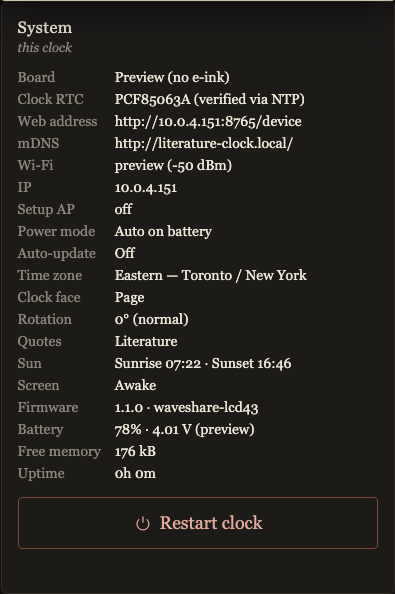 System
this clock
Board Preview (no e-ink)
Clock RTC PCF85063A (verified via NTP)
Web address http://10.0.4.151:8765/device
mDNS http://literature-clock.local/
Wi-Fi preview (-50 dBm)
IP 10.0.4.151
Setup AP off
Power mode Auto on battery
Auto-update Off
Time zone Eastern — Toronto / New York
Clock face Page
Rotation 0° (normal)
Quotes Literature
Sun Sunrise 07:22 · Sunset 16:46
Screen Awake
Firmware 1.1.0 · waveshare-lcd43
Battery 78% · 4.01 V (preview)
Free memory 176 kB
Uptime 0h 0m
Restart clock